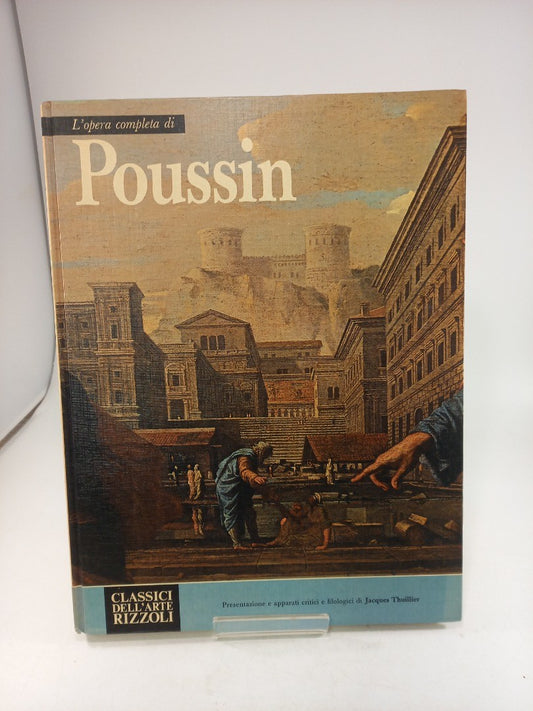 L'opera completa di
Poussin
CLASSICI
DELL'ARTE
RIZZOLI
Presentazione e apparati critici e filologici di Jacques Thuillier